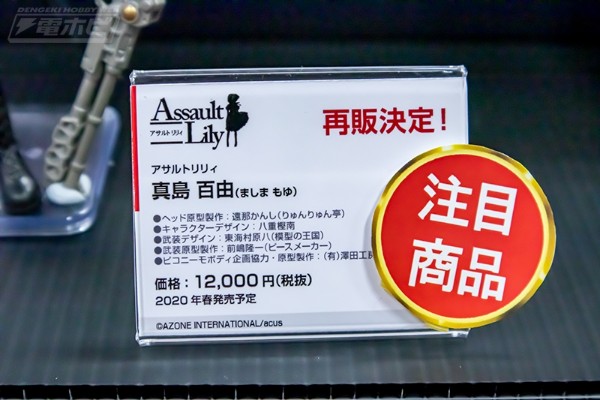 DENGEKI HOBBY WEB
電ホビ
Assault
アサルトリリィ
Lily
再販決定！
アサルトリリィ
真島 百由(ましま もゆ)
●ヘッド原型製作：遠那かんし(りゅんりゅん亭)
●キャラクターデザイン：八重樫南
●武装デザイン：東海村原八(模型の王国)
●武装原型製作：前嶋隆一(ピースメーカー)
●ピコニーモボディ企画協力・原型製作：(有)澤田工
価格：12,000円(税抜)
2020年春発売予定
©AZONE INTERNATIONAL/acus
注目
商品